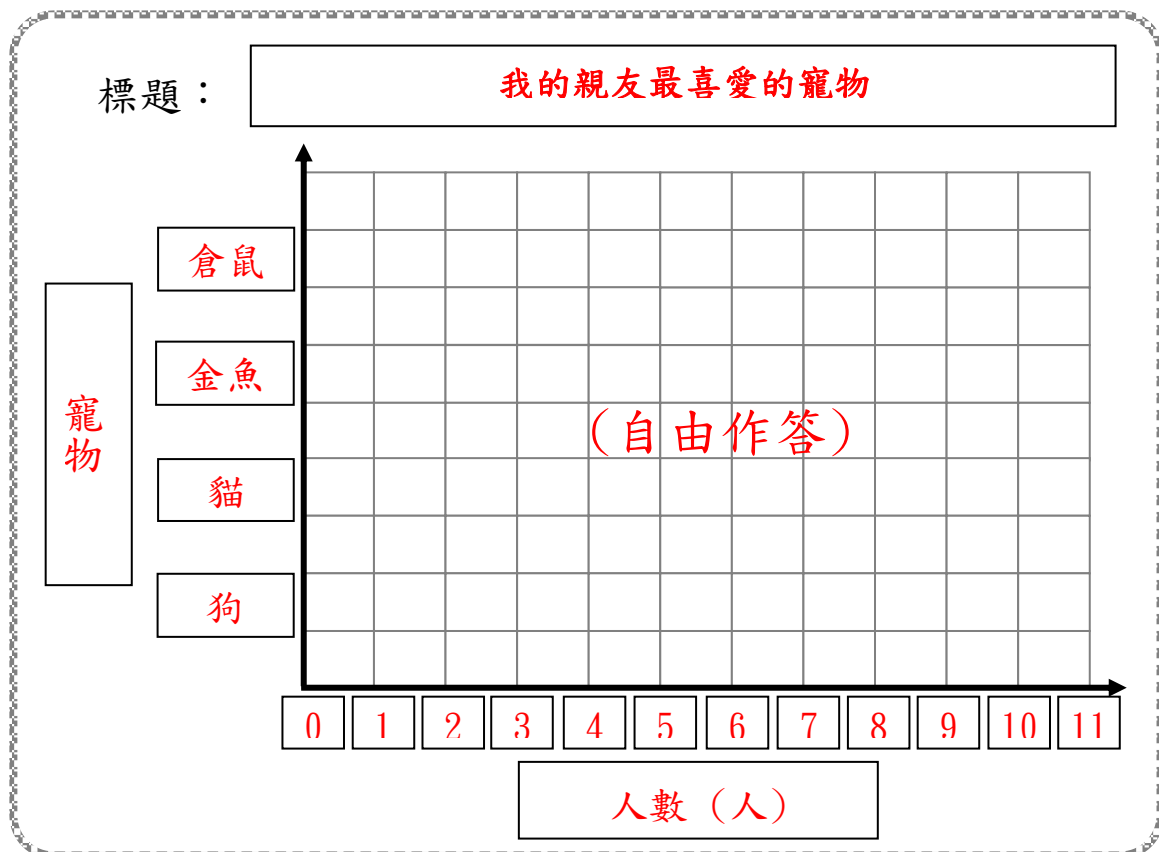 標題：
我的親友最喜愛的寵物
倉鼠
金魚
寵物
（自由作答）
貓
狗
0 1 2 3 4 5 6 7 8 9 10 11
人數（人）